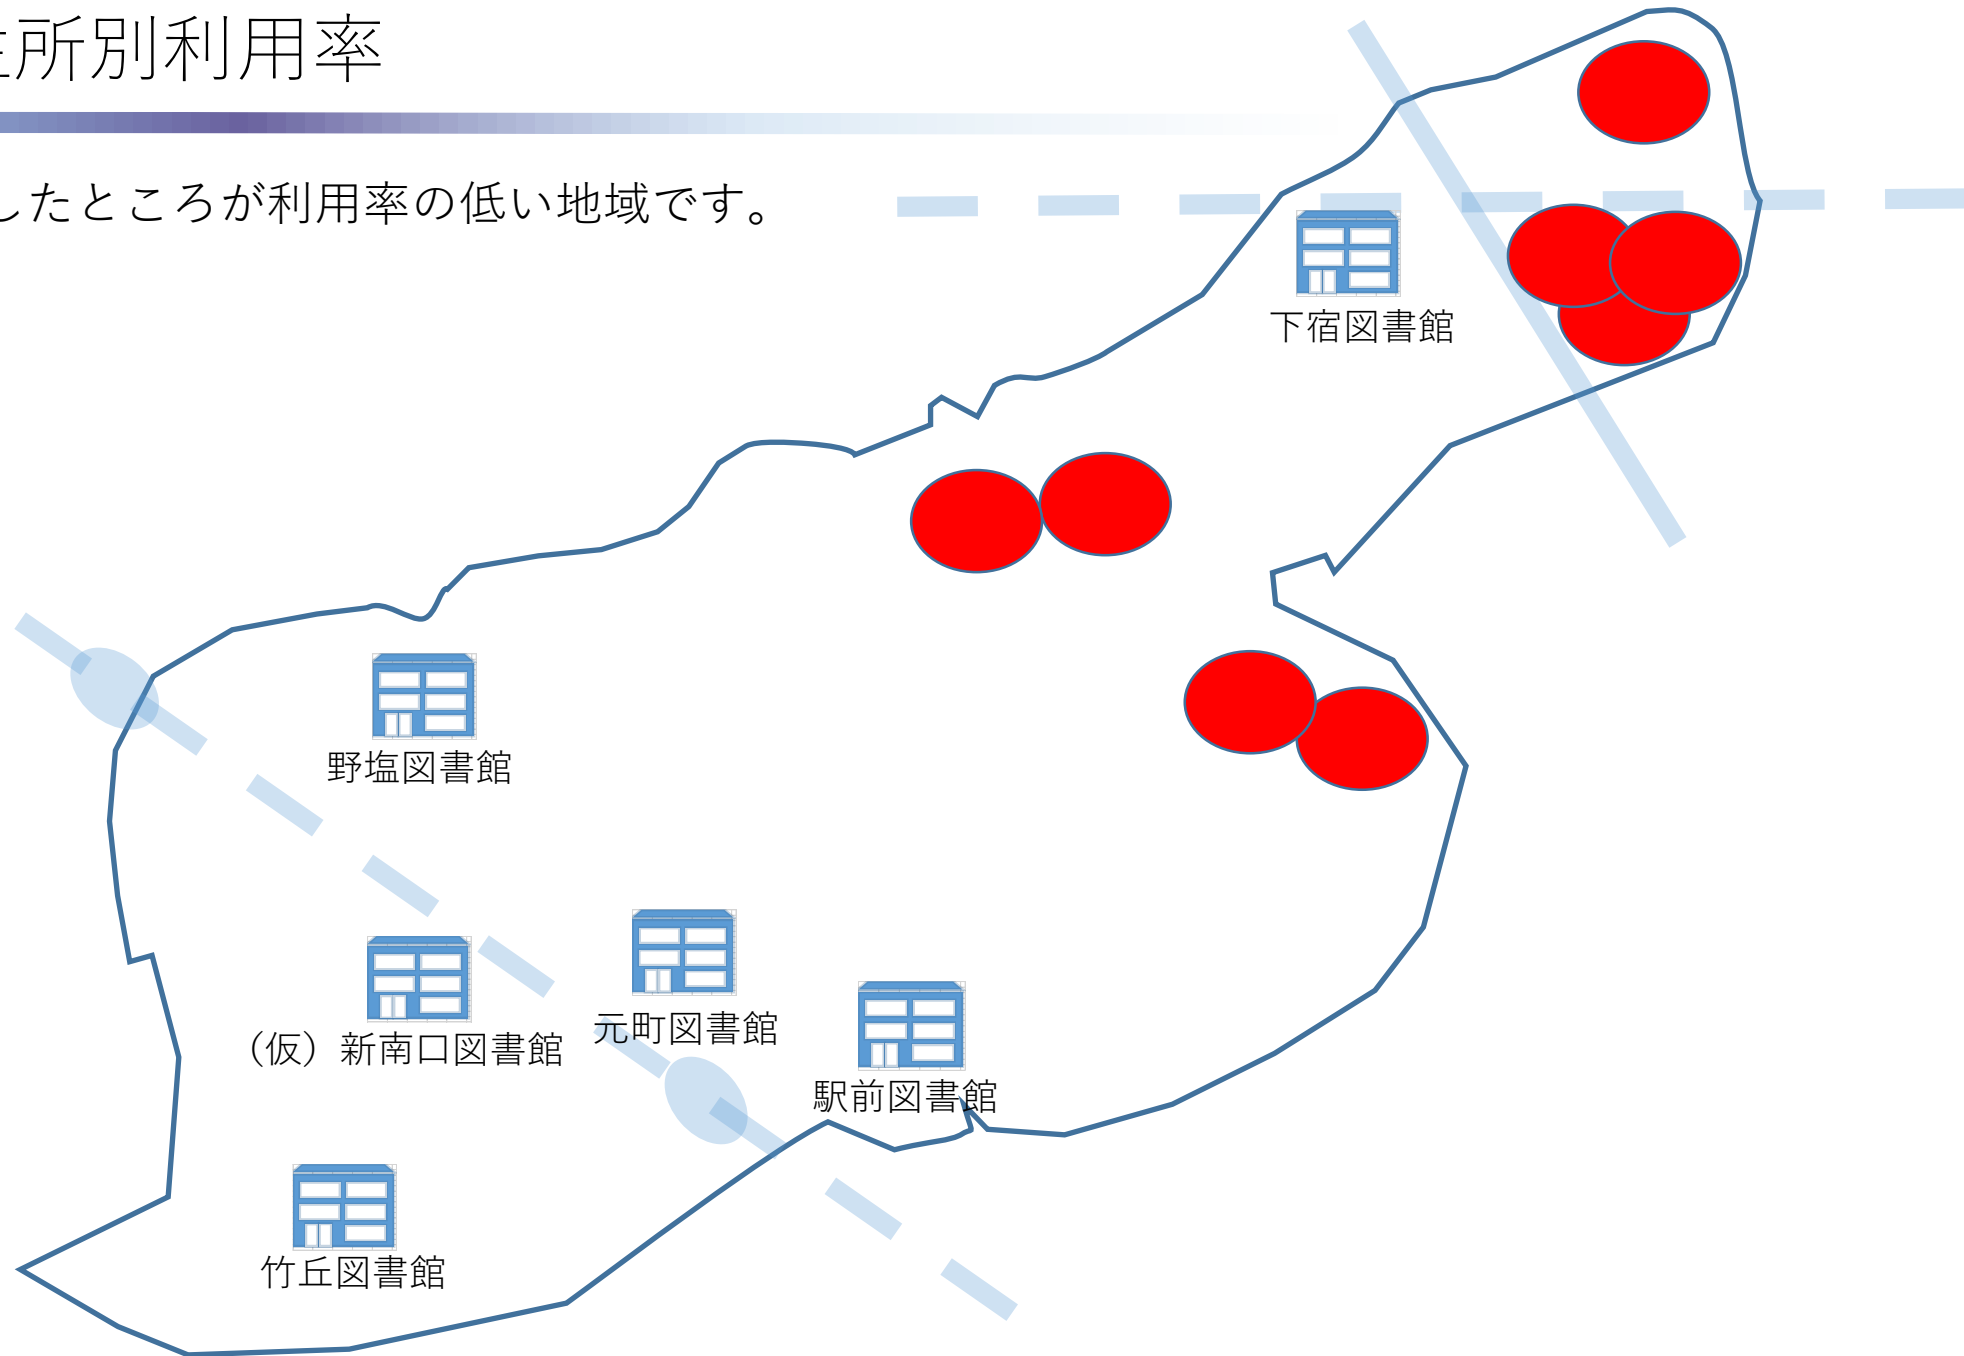 所別利用率
したところが利用率の低い地域です。
下宿図書館
野塩図書館
元町図書館
(仮) 新南口図書館
駅前図書館
竹丘図書館